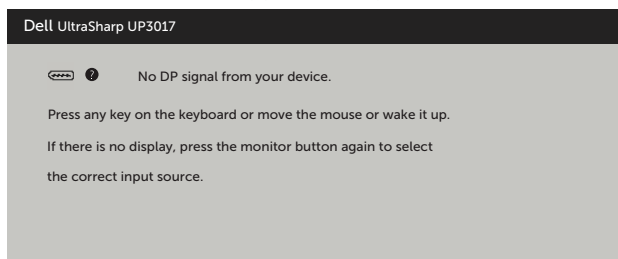 Dell UltraSharp UP3017
? No DP signal from your device.
Press any key on the keyboard or move the mouse or wake it up.
If there is no display, press the monitor button again to select
the correct input source.